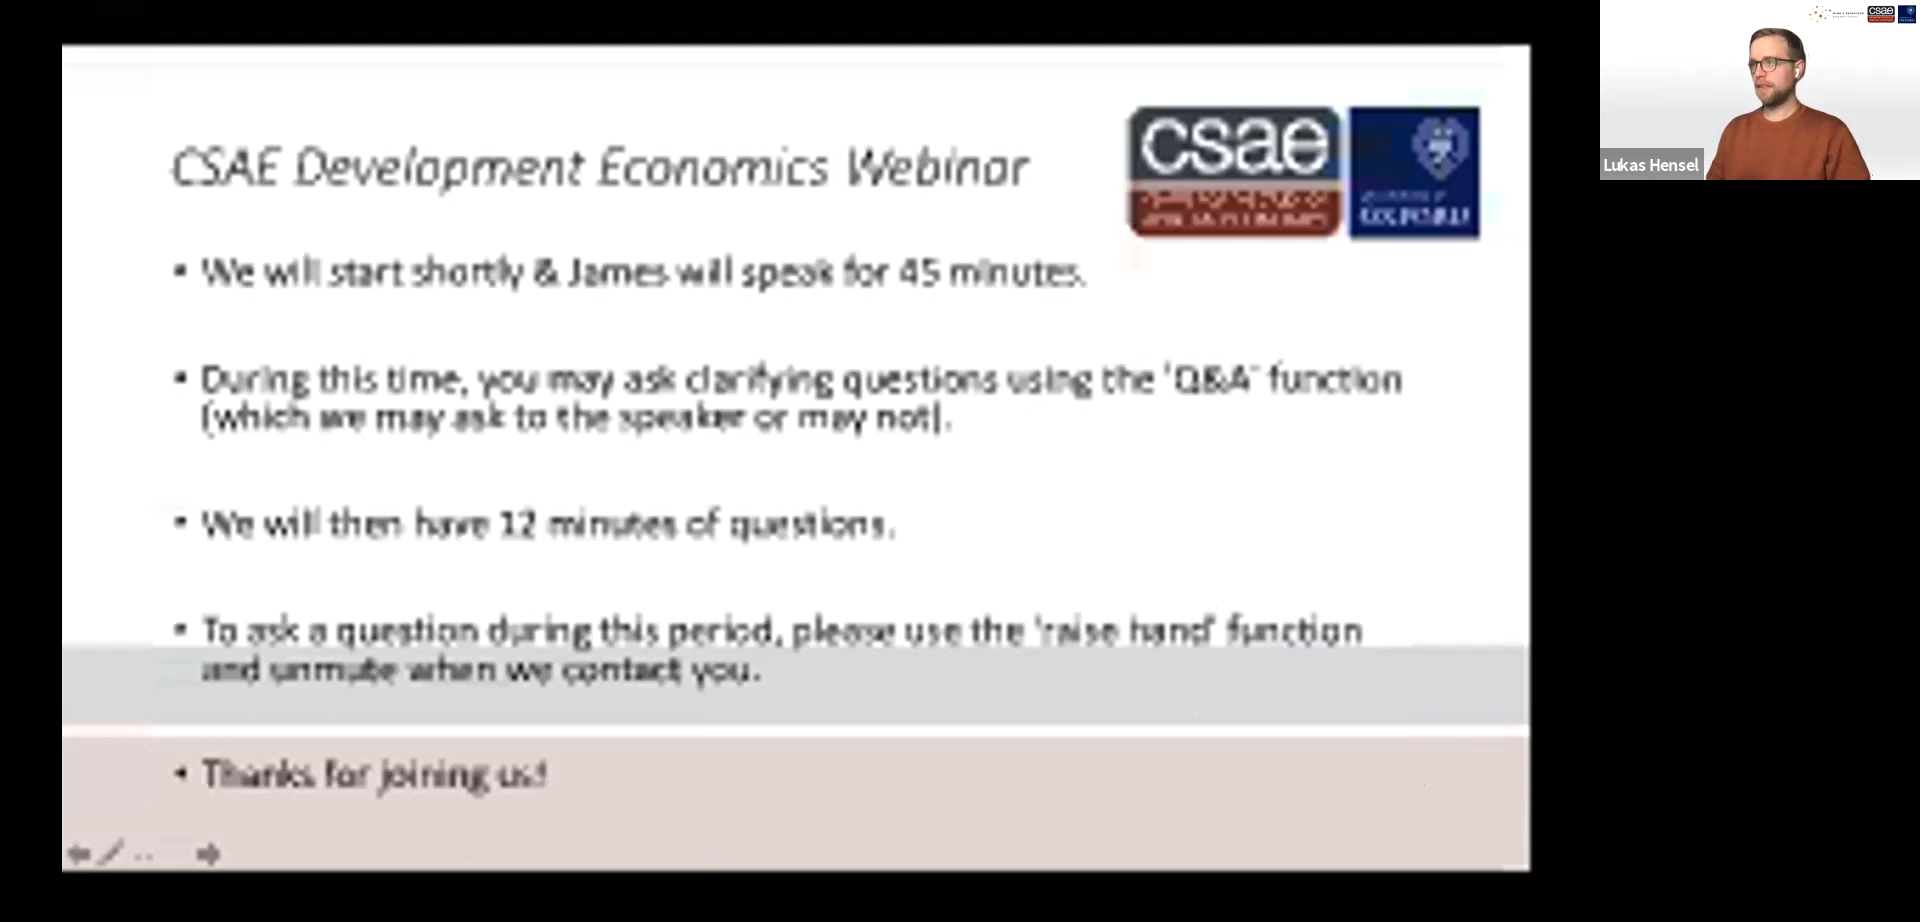 CSAE Development Economics Webinar
csae
• We will start shortly & James will speak for 45 minutes.
• During this time, you may ask clarifying questions using the 'Q&A' function
(which we may ask to the speaker or may not).
• We will then have 12 minutes of questions.
• To ask a question during this period, please use the 'raise hand' function
and unmute when we contact you.
• Thanks for joining us!
csae
Lukas Hensel